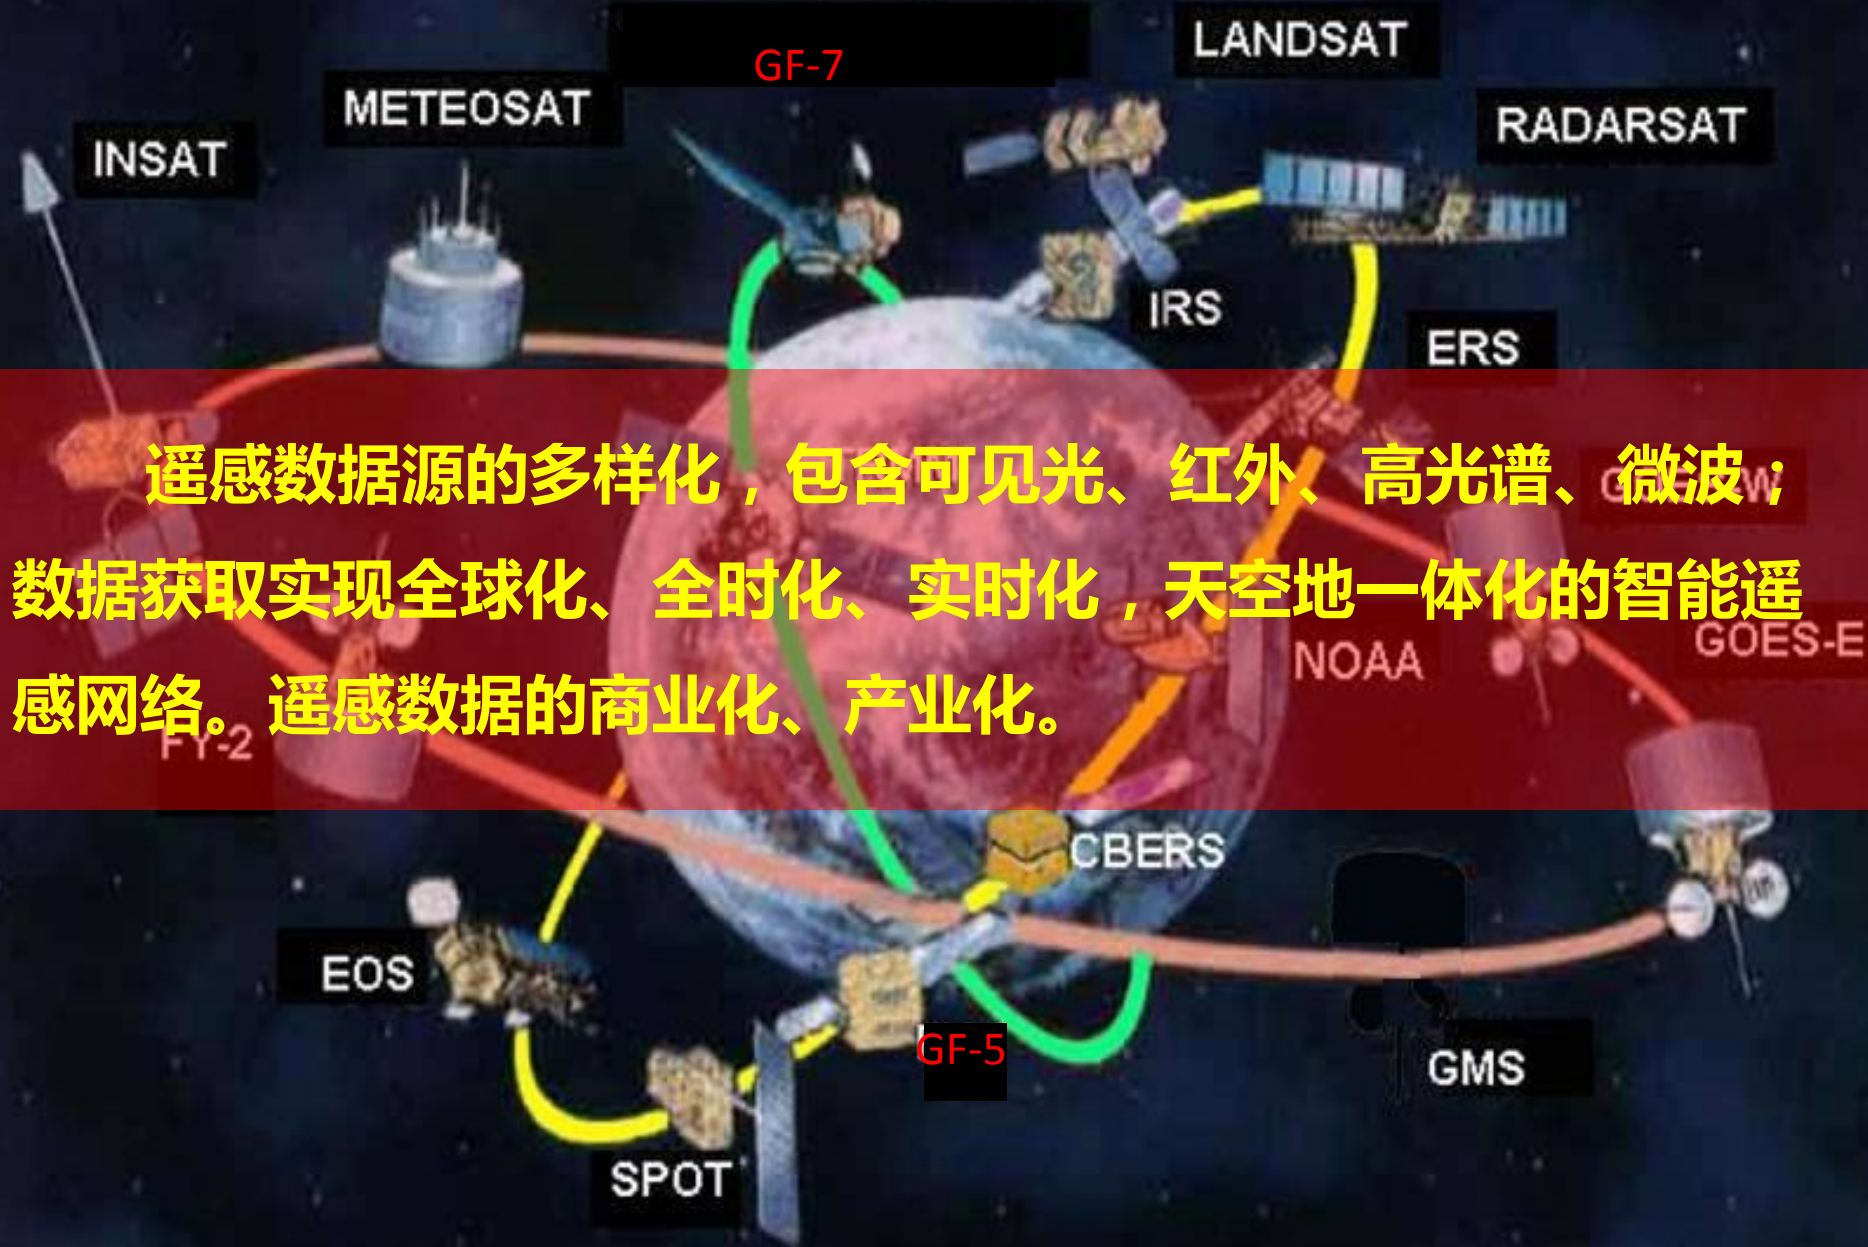 GF-7
LANDSAT
METEOSAT
RADARSAT
INSAT
IRS
ERS
遥感数据源的多样化，包含可见光、红外、高光谱、微波；
数据获取实现全球化、全时化、实时化，天空地一体化的智能遥
感网络。遥感数据的商业化、产业化。
NOAA
GOES-E
FY-2
CBERS
EOS
GF-5
GMS
SPOT